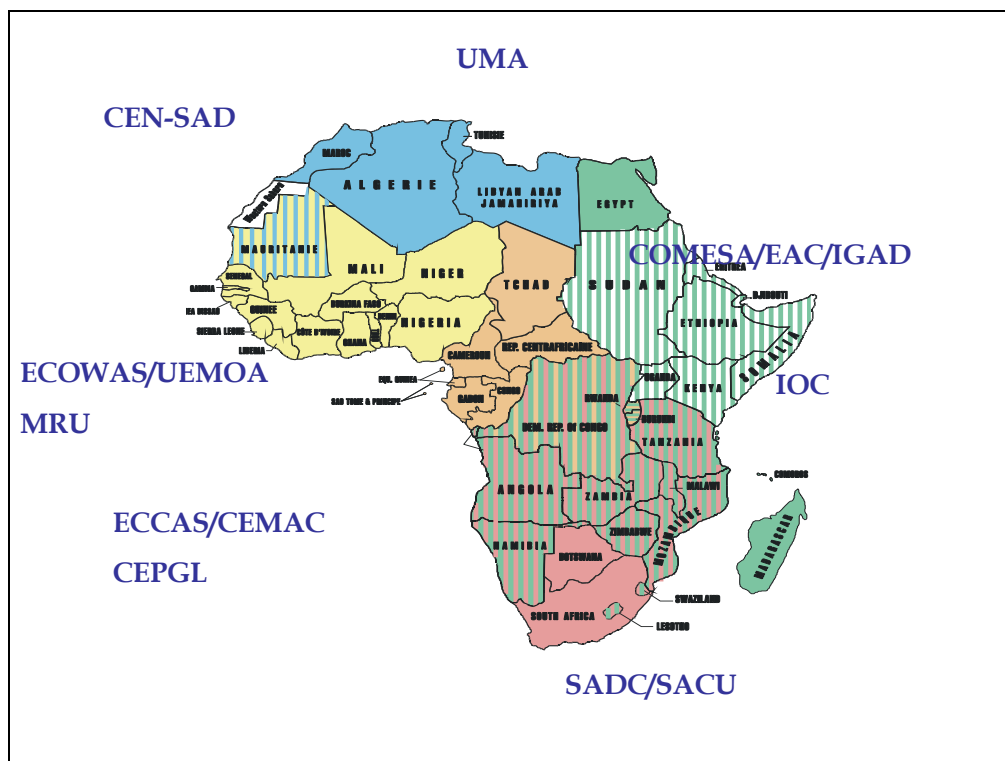 UMA
CEN-SAD
TUNISIE
MAROC
ALGERIE
LIBYAN ARAB
JAMAHIRIYA
EGYPT
Western Sahara
MAURITANIE
COMESA/EAC/IGAD
ERITREA
MALI
NIGER
TCHAD
SUDAN
SENEGAL
GAMBIA
DJIBOUTI
BURKINA FASO
BENIN
NIGERIA
ETHIOPIA
SOMALIA
GUINEE
SIERRA LEONE
CÔTE D'IVOIRE
GHANA
LIBERIA
REP. CENTRAFRICAINE
CAMEROUN
ECOWAS/UEMOA
MRU
EQU. GUINEA
SAO TOME & PRINCIPE
GABON
CONGO
UGANDA
KENYA
IOC
RWANDA
BURUNDI
DEM. REP. Of CONGO
TANZANIA
COMOROS
ANGOLA
ZAMBIA
MALAWI
ECCAS/CEMAC
CEPGL
NAMIBIA
ZIMBABWE
MOZAMBIQUE
MADAGASCAR
BOTSWANA
SWAZILAND
SOUTH AFRICA
LESOTHO
SADC/SACU